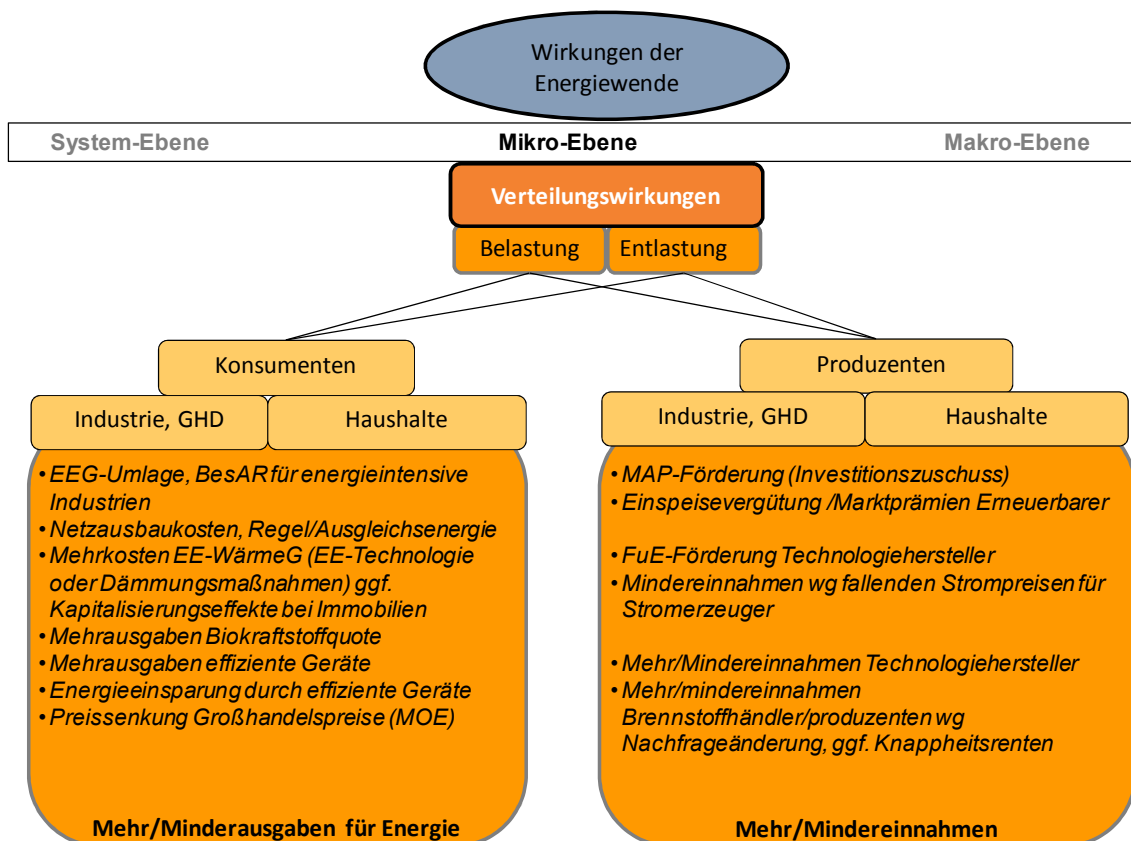 Wirkungen der
Energiewende
System-Ebene Mikro-Ebene Makro-Ebene
Verteilungswirkungen
Belastung Entlastung
Konsumenten
Industrie, GHD Haushalte
• EEG-Umlage, BesAR für energieintensive
Industrien
• Netzausbaukosten, Regel/Ausgleichsenergie
• Mehrkosten EE-WärmeG (EE-Technologie
oder Dämmungsmaßnahmen) ggf.
Kapitalisierungseffekte bei Immobilien
• Mehrausgaben Biokraftstoffquote
• Mehrausgaben effiziente Geräte
• Energieeinsparung durch effiziente Geräte
• Preissenkung Großhandelspreise (MOE)
Mehr/Minderausgaben für Energie
Produzenten
Industrie, GHD Haushalte
• MAP-Förderung (Investitionszuschuss)
• Einspeisevergütung /Marktprämien Erneuerbarer
• FuE-Förderung Technologiehersteller
• Mindereinnahmen wg fallenden Strompreisen für
Stromerzeuger
• Mehr/Mindereinnahmen Technologiehersteller
• Mehr/mindereinnahmen
Brennstoffhändler/produzenten wg
Nachfrageänderung, ggf. Knappheitsrenten
Mehr/Mindereinnahmen